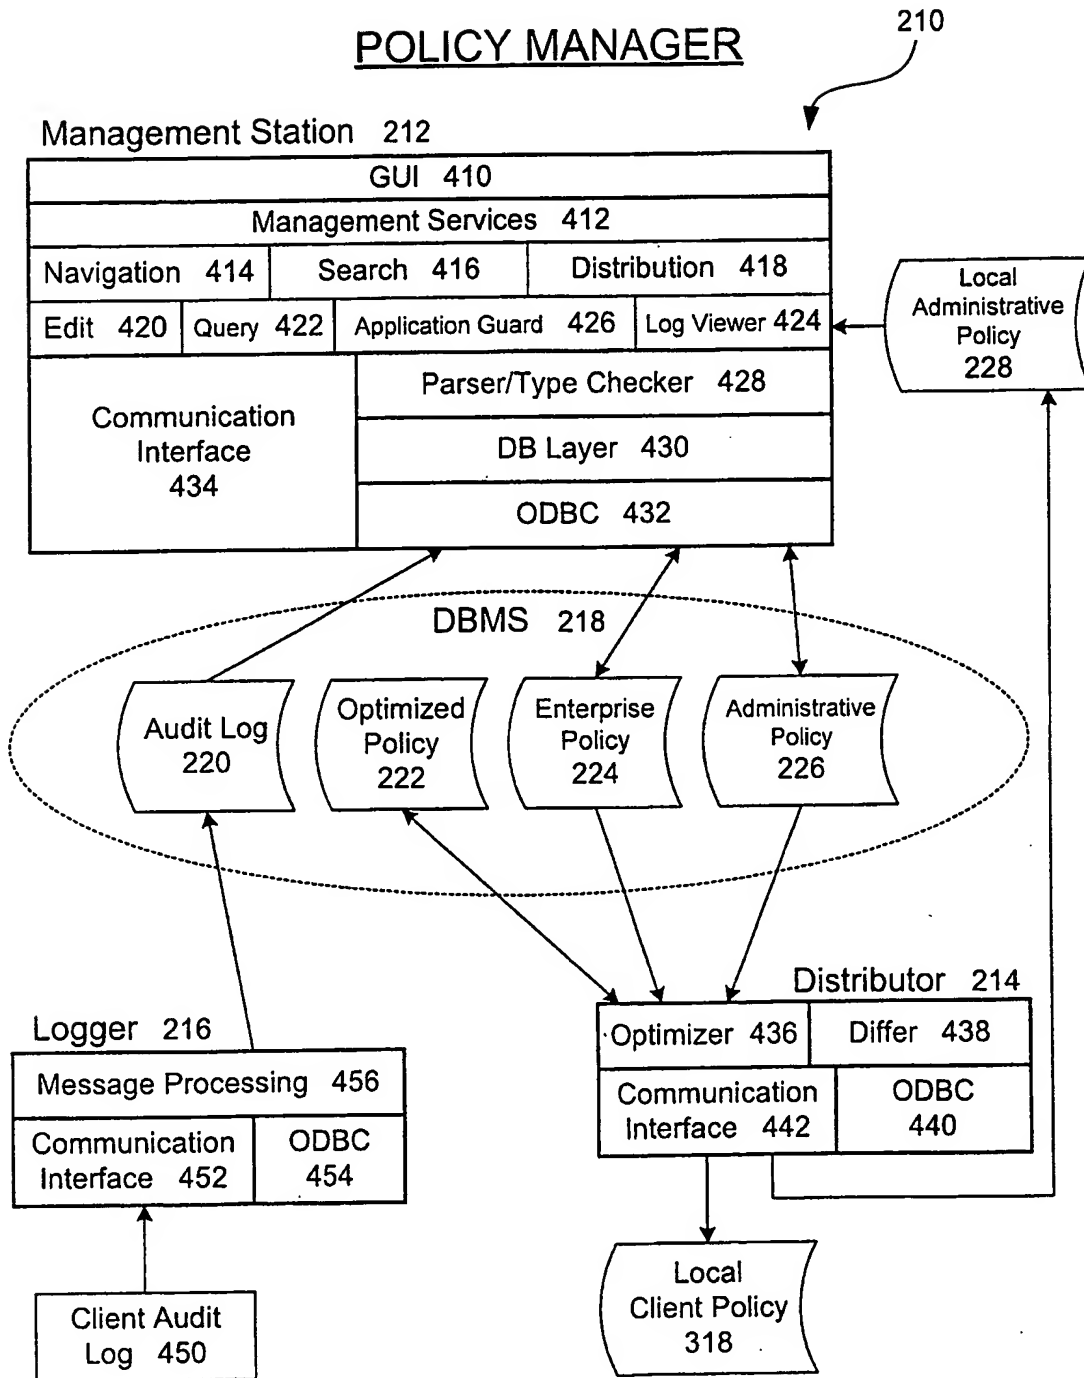 210
POLICY MANAGER
Management Station 212
GUI 410
Management Services 412
Navigation 414
Search 416
Distribution 418
Edit 420
Query 422
Application Guard 426
Log Viewer 424
Local
Administrative
Policy
228
Communication
Interface
434
Parser/Type Checker 428
DB Layer 430
ODBC 432
DBMS 218
Audit Log
220
Optimized
Policy
222
Enterprise
Policy
224
Administrative
Policy
226
Distributor 214
Optimizer 436
Differ 438
Communication
Interface 442
ODBC
440
Logger 216
Message Processing 456
Communication
Interface 452
ODBC
454
Client Audit
Log 450
Local
Client Policy
318